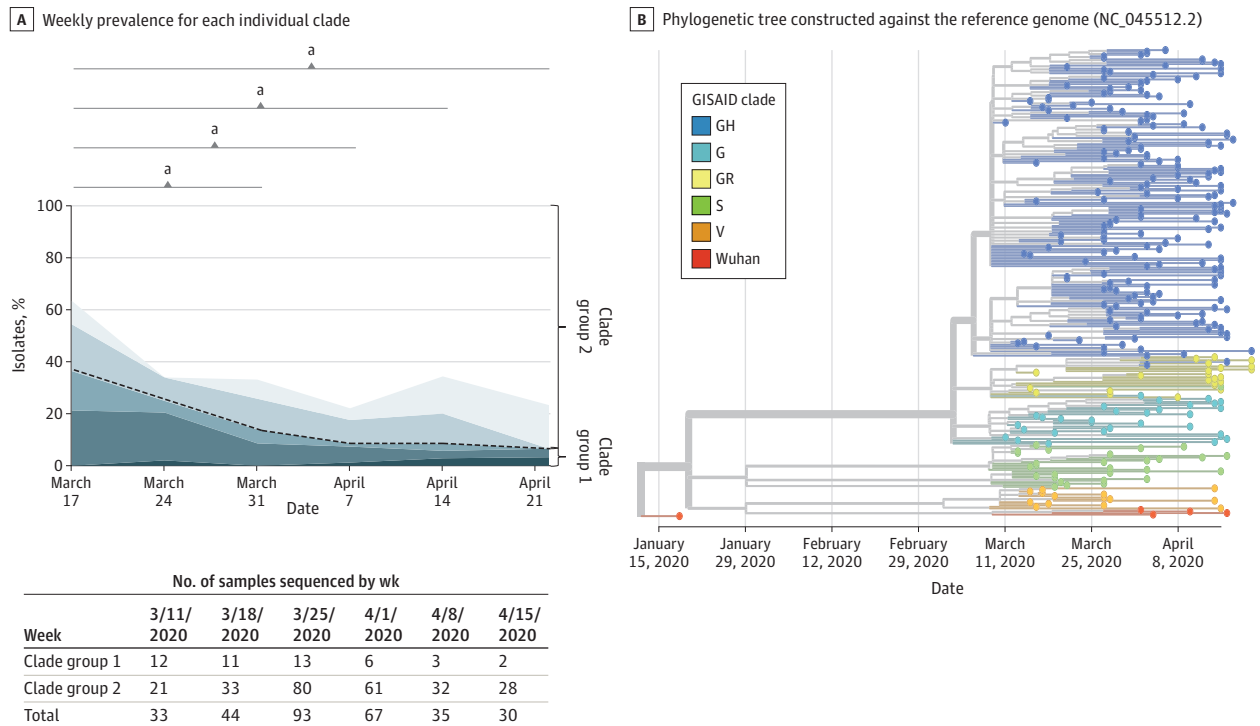 A Weekly prevalence for each individual clade
a
a
a
a
100
80
60
40
20
0
Isolates, %
Clade
group 2
Clade
group 1
March
17
March
24
March
31
April
7
April
14
April
21
Date
No. of samples sequenced by wk
Week 3/11/2020 3/18/2020 3/25/2020 4/1/2020 4/8/2020 4/15/2020
Clade group 1 12 11 13 6 3 2
Clade group 2 21 33 80 61 32 28
Total 33 44 93 67 35 30
B Phylogenetic tree constructed against the reference genome (NC_045512.2)
GISAID clade
GH
G
GR
S
V
Wuhan
January
15, 2020
January
29, 2020
February
12, 2020
February
29, 2020
March
11, 2020
March
25, 2020
April
8, 2020
Date